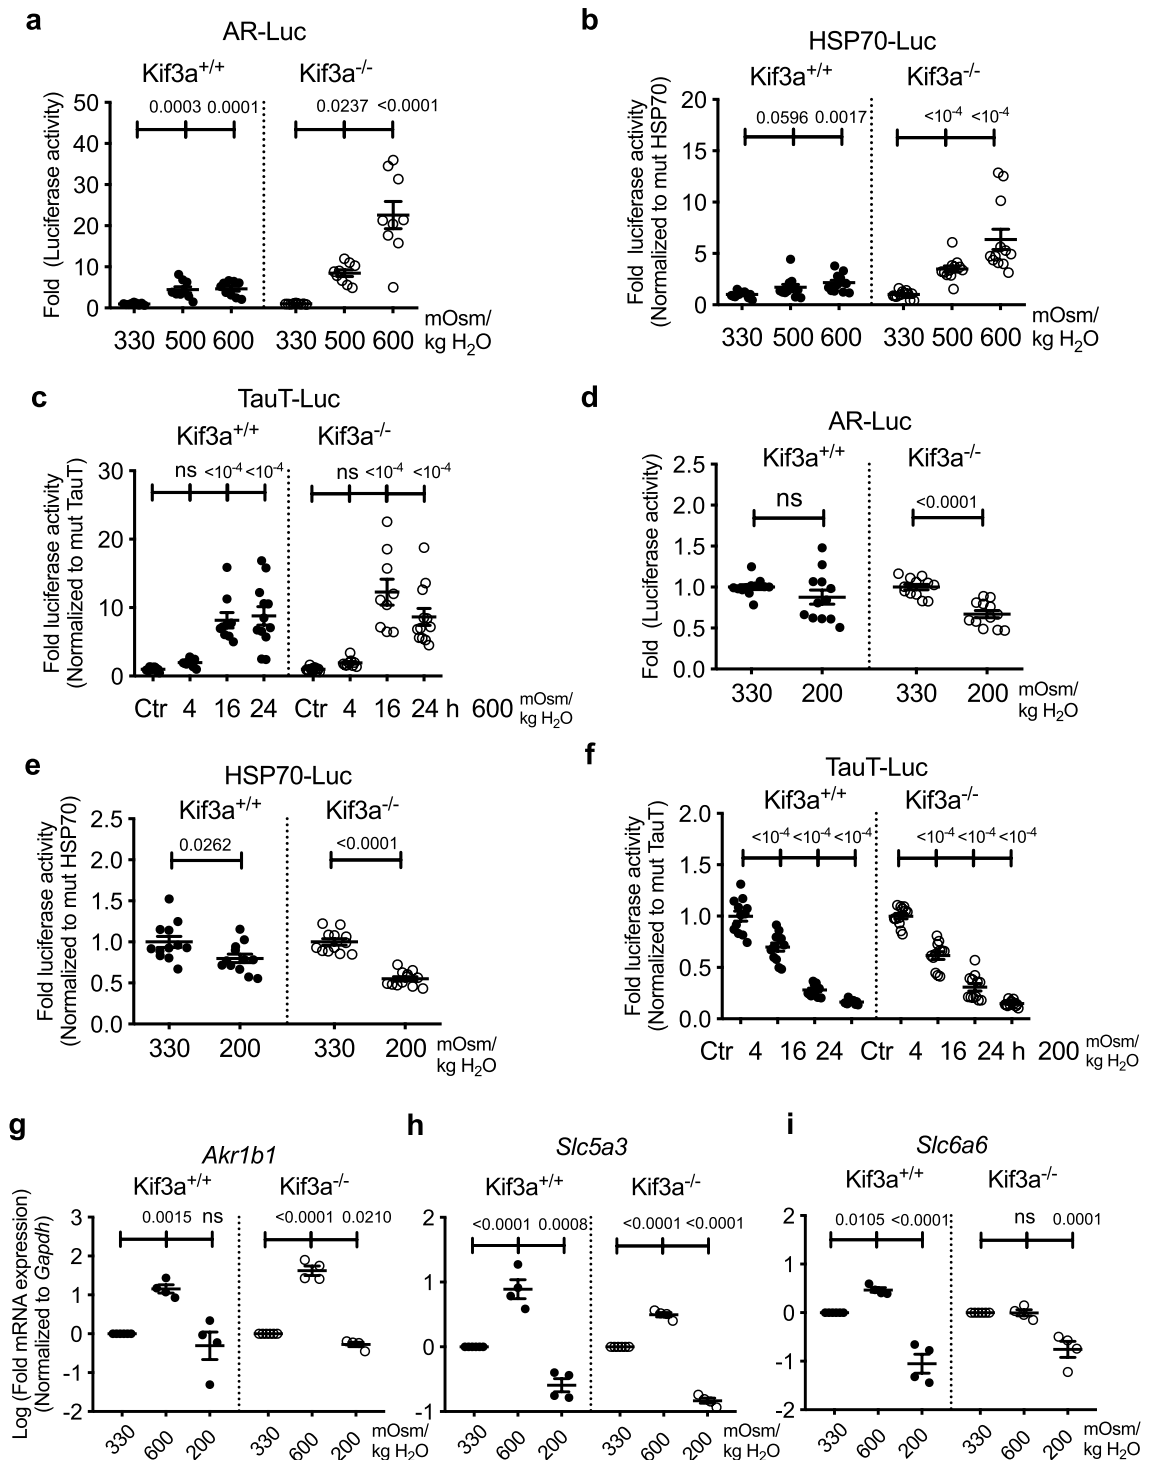 a
AR-Luc
Kif3a+/+ Kif3a-/-
0.0003 0.0001 0.0237 <0.0001
Fold (Luciferase activity)
50
40
30
20
10
0
330 500 600 330 500 600
mOsm/
kg H2O
b
HSP70-Luc
Kif3a+/+ Kif3a-/-
0.0596 0.0017 <10-4 <10-4
Fold luciferase activity
(Normalized to mut HSP70)
20
15
10
5
0
330 500 600 330 500 600
mOsm/
kg H2O
c
TauT-Luc
Kif3a+/+ Kif3a-/-
ns <10-4 <10-4 ns <10-4 <10-4
Fold luciferase activity
(Normalized to mut TauT)
30
20
10
0
Ctr 4 16 24 Ctr 4 16 24 h 600 mOsm/
kg H2O
d
AR-Luc
Kif3a+/+ Kif3a-/-
ns <0.0001
Fold (Luciferase activity)
2.5
2.0
1.5
1.0
0.5
0.0
330 200 330 200
mOsm/
kg H2O
e
HSP70-Luc
Kif3a+/+ Kif3a-/-
0.0262 <0.0001
Fold luciferase activity
(Normalized to mut HSP70)
2.5
2.0
1.5
1.0
0.5
0.0
330 200 330 200
mOsm/
kg H2O
f
TauT-Luc
Kif3a+/+ Kif3a-/-
<10-4 <10-4 <10-4 <10-4 <10-4 <10-4
Fold luciferase activity
(Normalized to mut TauT)
2.0
1.5
1.0
0.5
0.0
Ctr 4 16 24 Ctr 4 16 24 h 200 mOsm/
kg H2O
g
Akr1b1
Kif3a+/+ Kif3a-/-
0.0015 ns <0.0001 0.0210
Log (Fold mRNA expression)
(Normalized to Gapdh)
3
2
1
0
-1
-2
330 600 200 330 600 200
mOsm/
kg H2O
h
Slc5a3
Kif3a+/+ Kif3a-/-
<0.0001 0.0008 <0.0001 <0.0001
2
1
0
-1
330 600 200 330 600 200
mOsm/
kg H2O
i
Slc6a6
Kif3a+/+ Kif3a-/-
0.0105 <0.0001 ns 0.0001
2
1
0
-1
-2
330 600 200 330 600 200
mOsm/
kg H2O